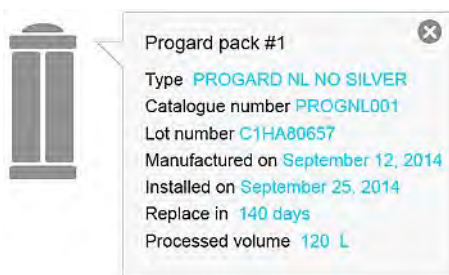 Progard pack #1
Type PROGARD NL NO SILVER
Catalogue number PROGNL001
Lot number C1HA80657
Manufactured on September 12, 2014
Installed on September 25, 2014
Replace in 140 days
Processed volume 120 L